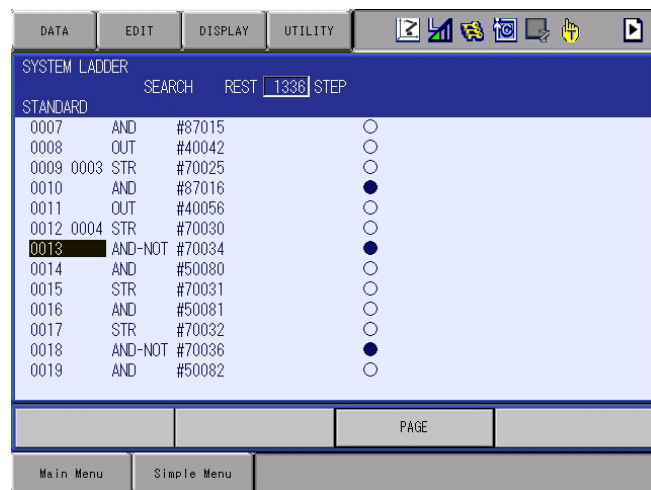 DATA EDIT DISPLAY UTILITY
SYSTEM LADDER
SEARCH REST 1336 STEP
STANDARD
0007 AND #87015
0008 OUT #40042
0009 0003 STR #70025
0010 AND #87016
0011 OUT #40056
0012 0004 STR #70030
0013 AND-NOT #70034
0014 AND #50080
0015 STR #70031
0016 AND #50081
0017 STR #70032
0018 AND-NOT #70036
0019 AND #50082
PAGE
Main Menu Simple Menu